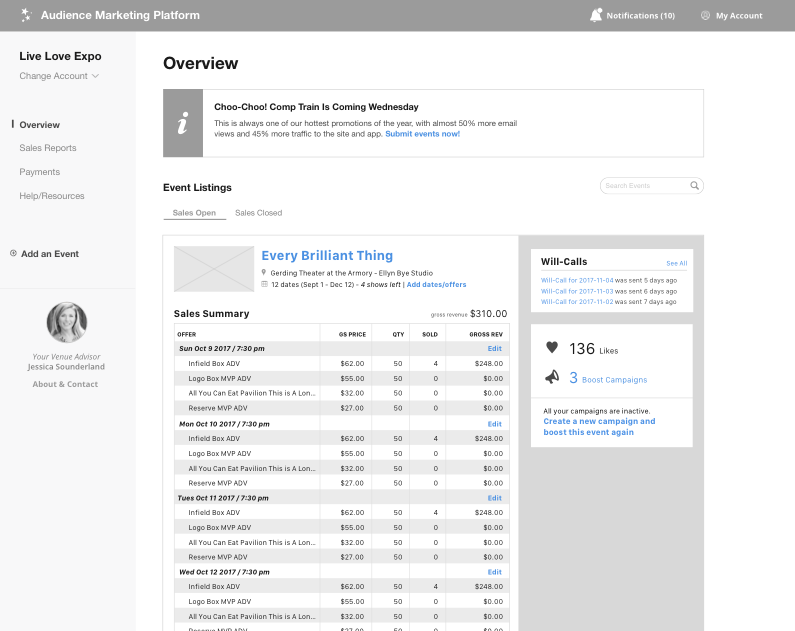 Audience Marketing Platform
Notifications (10)
My Account
Live Love Expo
Change Account
Overview
Sales Reports
Payments
Help/Resources
Add an Event
Your Venue Advisor
Jessica Sounderland
About & Contact
Overview
i
Choo-Choo! Comp Train Is Coming Wednesday
This is always one of our hottest promotions of the year, with almost 50% more email
views and 45% more traffic to the site and app. Submit events now!
Event Listings
Search Events
Sales Open Sales Closed
Every Brilliant Thing
Gerding Theater at the Armory - Ellyn Bye Studio
12 dates (Sept 1 - Dec 12) - 4 shows left | Add dates/offers
Sales Summary gross revenue $310.00
OFFER GS PRICE QTY SOLD GROSS REV
Sun Oct 9 2017 / 7:30 pm Edit
Infield Box ADV $62.00 50 4 $248.00
Logo Box MVP ADV $55.00 50 0 $0.00
All You Can Eat Pavilion This is A Lon... $32.00 50 0 $0.00
Reserve MVP ADV $27.00 50 0 $0.00
Mon Oct 10 2017 / 7:30 pm Edit
Infield Box ADV $62.00 50 4 $248.00
Logo Box MVP ADV $55.00 50 0 $0.00
All You Can Eat Pavilion This is A Lon... $32.00 50 0 $0.00
Reserve MVP ADV $27.00 50 0 $0.00
Tues Oct 11 2017 / 7:30 pm Edit
Infield Box ADV $62.00 50 4 $248.00
Logo Box MVP ADV $55.00 50 0 $0.00
All You Can Eat Pavilion This is A Lon... $32.00 50 0 $0.00
Reserve MVP ADV $27.00 50 0 $0.00
Wed Oct 12 2017 / 7:30 pm Edit
Infield Box ADV $62.00 50 4 $248.00
Logo Box MVP ADV $55.00 50 0 $0.00
All You Can Eat Pavilion This is A Lon... $32.00 50 0 $0.00
Reserve MVP ADV $27.00 50 0 $0.00
Will-Calls See All
Will-Call for 2017-11-04 was sent 5 days ago
Will-Call for 2017-11-03 was sent 6 days ago
Will-Call for 2017-11-02 was sent 7 days ago
136 Likes
3 Boost Campaigns
All your campaigns are inactive.
Create a new campaign and
boost this event again